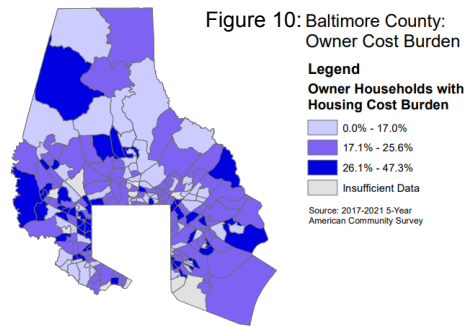 Figure 10: Baltimore County:
Owner Cost Burden
Legend
Owner Households with
Housing Cost Burden
0.0% - 17.0%
17.1% - 25.6%
26.1% - 47.3%
Insufficient Data
Source: 2017-2021 5-Year
American Community Survey